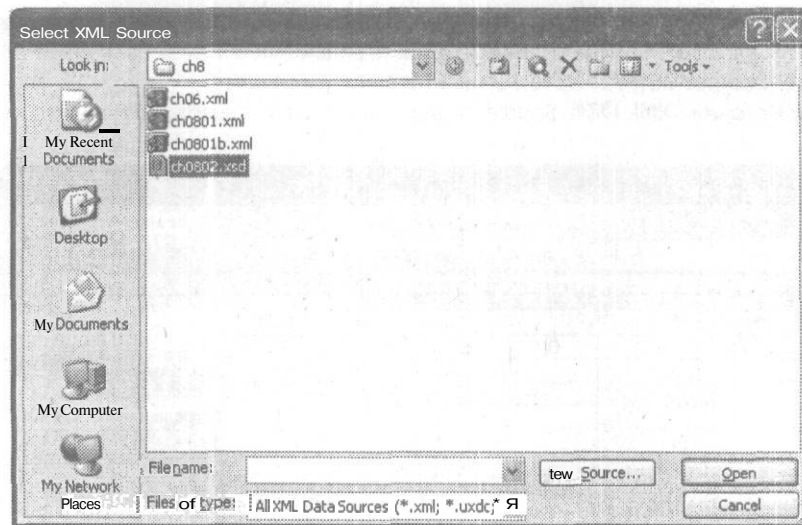 Select XML Source
Look in:
ch8
Tools
ch06.xml
ch0801.xml
ch0801b.xml
ch0802.xsd
I My Recent
1 Documents
Desktop
My Documents
My Computer
My Network
Places
File name:
tew Source...
Open
Files of type:
All XML Data Sources (*.xml; *.uxdc; * Я
Cancel